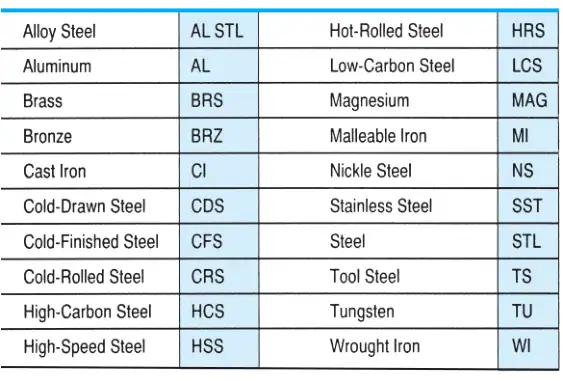 Alloy Steel AL STL Hot-Rolled Steel HRS
Aluminum AL Low-Carbon Steel LCS
Brass BRS Magnesium MAG
Bronze BRZ Malleable Iron MI
Cast Iron CI Nickle Steel NS
Cold-Drawn Steel CDS Stainless Steel SST
Cold-Finished Steel CFS Steel STL
Cold-Rolled Steel CRS Tool Steel TS
High-Carbon Steel HCS Tungsten TU
High-Speed Steel HSS Wrought Iron WI